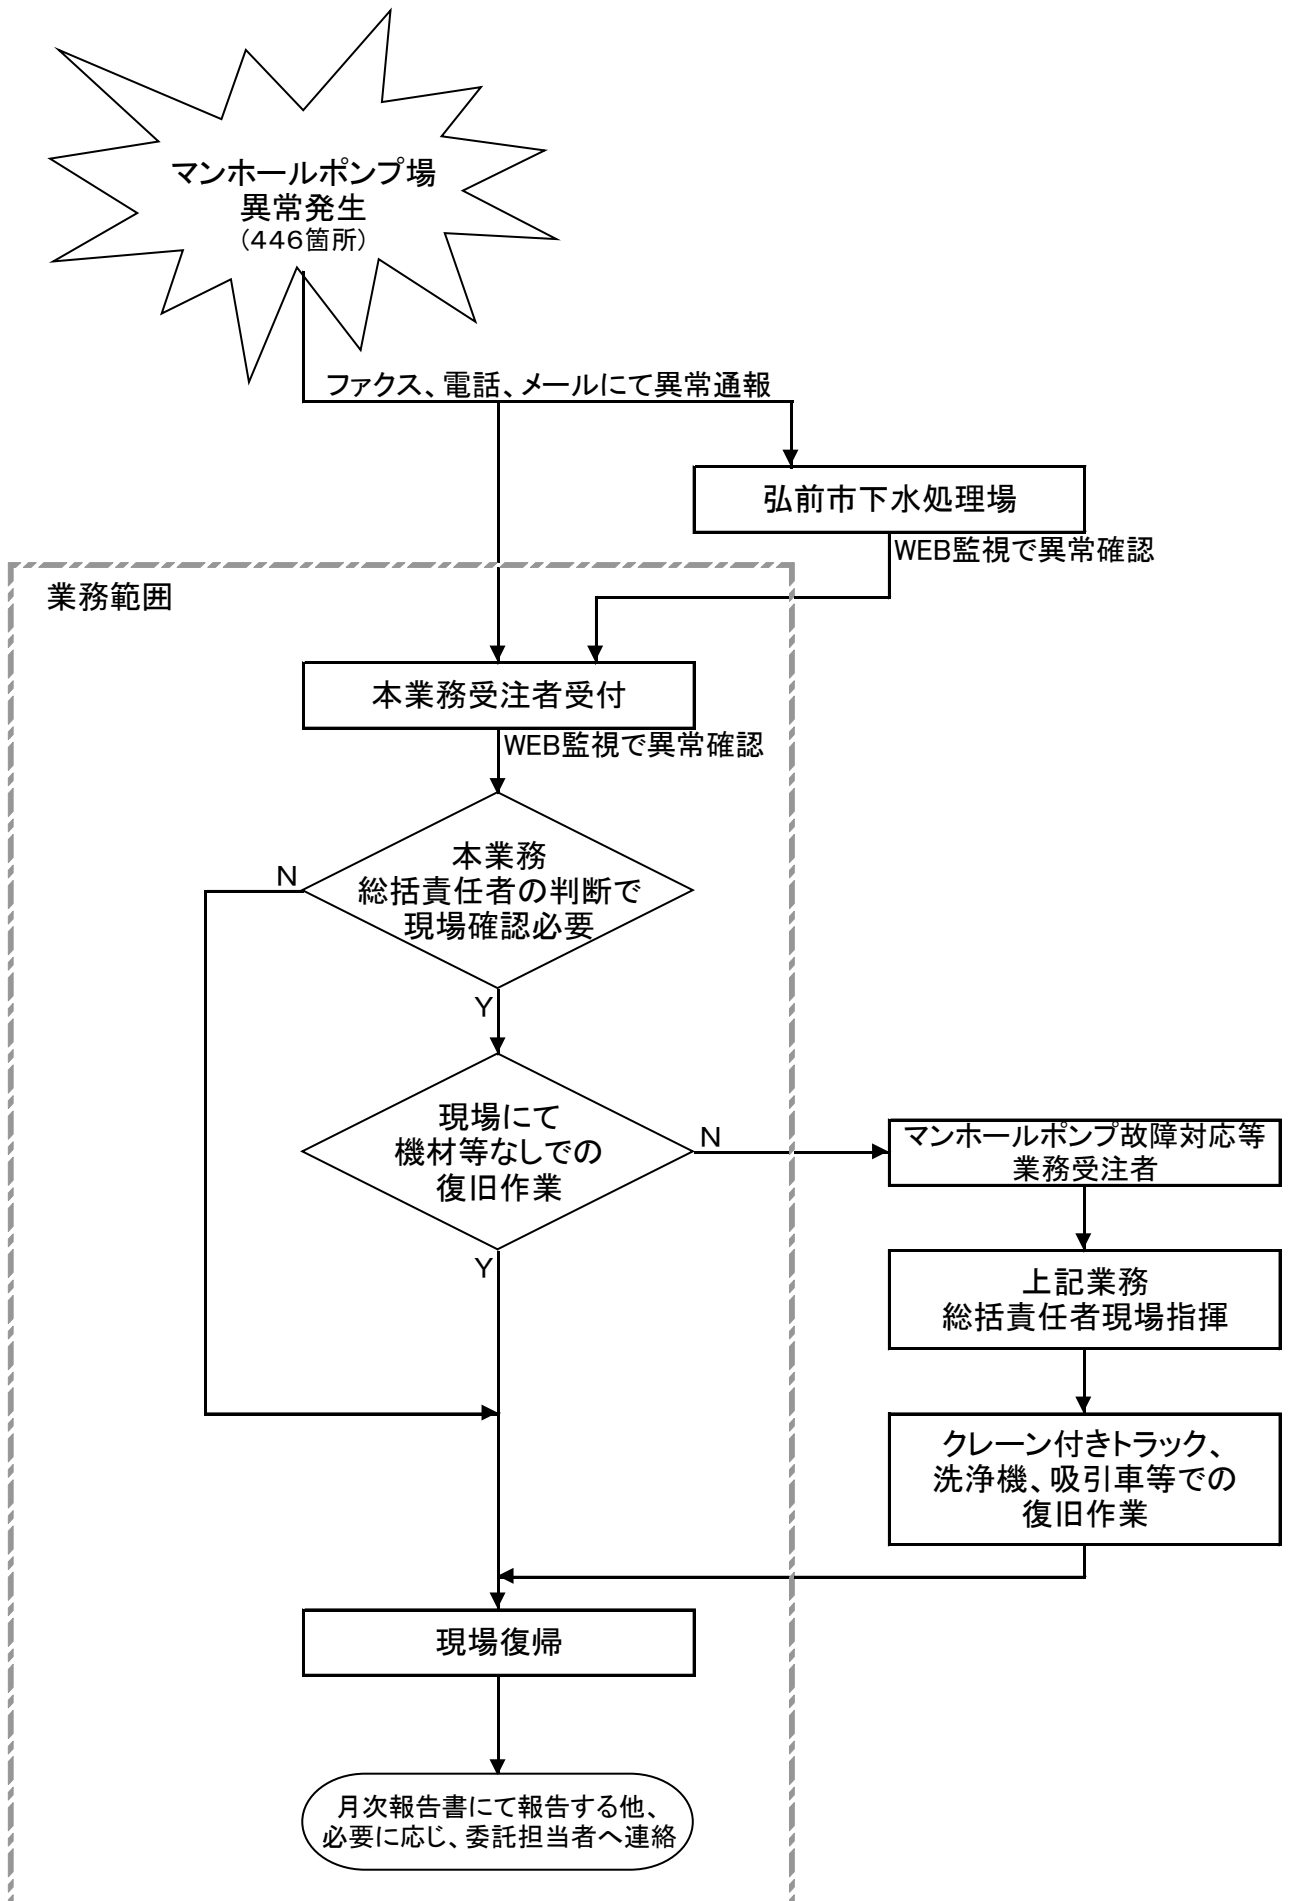 マンホールポンプ場
異常発生
（446箇所）
ファクス、電話、メールにて異常通報
弘前市下水処理場
WEB監視で異常確認
業務範囲
本業務受注者受付
WEB監視で異常確認
本業務
総括責任者の判断で
現場確認必要
N
Y
現場にて
機材等なしでの
復旧作業
N
Y
マンホールポンプ故障対応等
業務受注者
上記業務
総括責任者現場指揮
クレーン付きトラック、
洗浄機、吸引車等での
復旧作業
現場復帰
月次報告書にて報告する他、
必要に応じ、委託担当者へ連絡